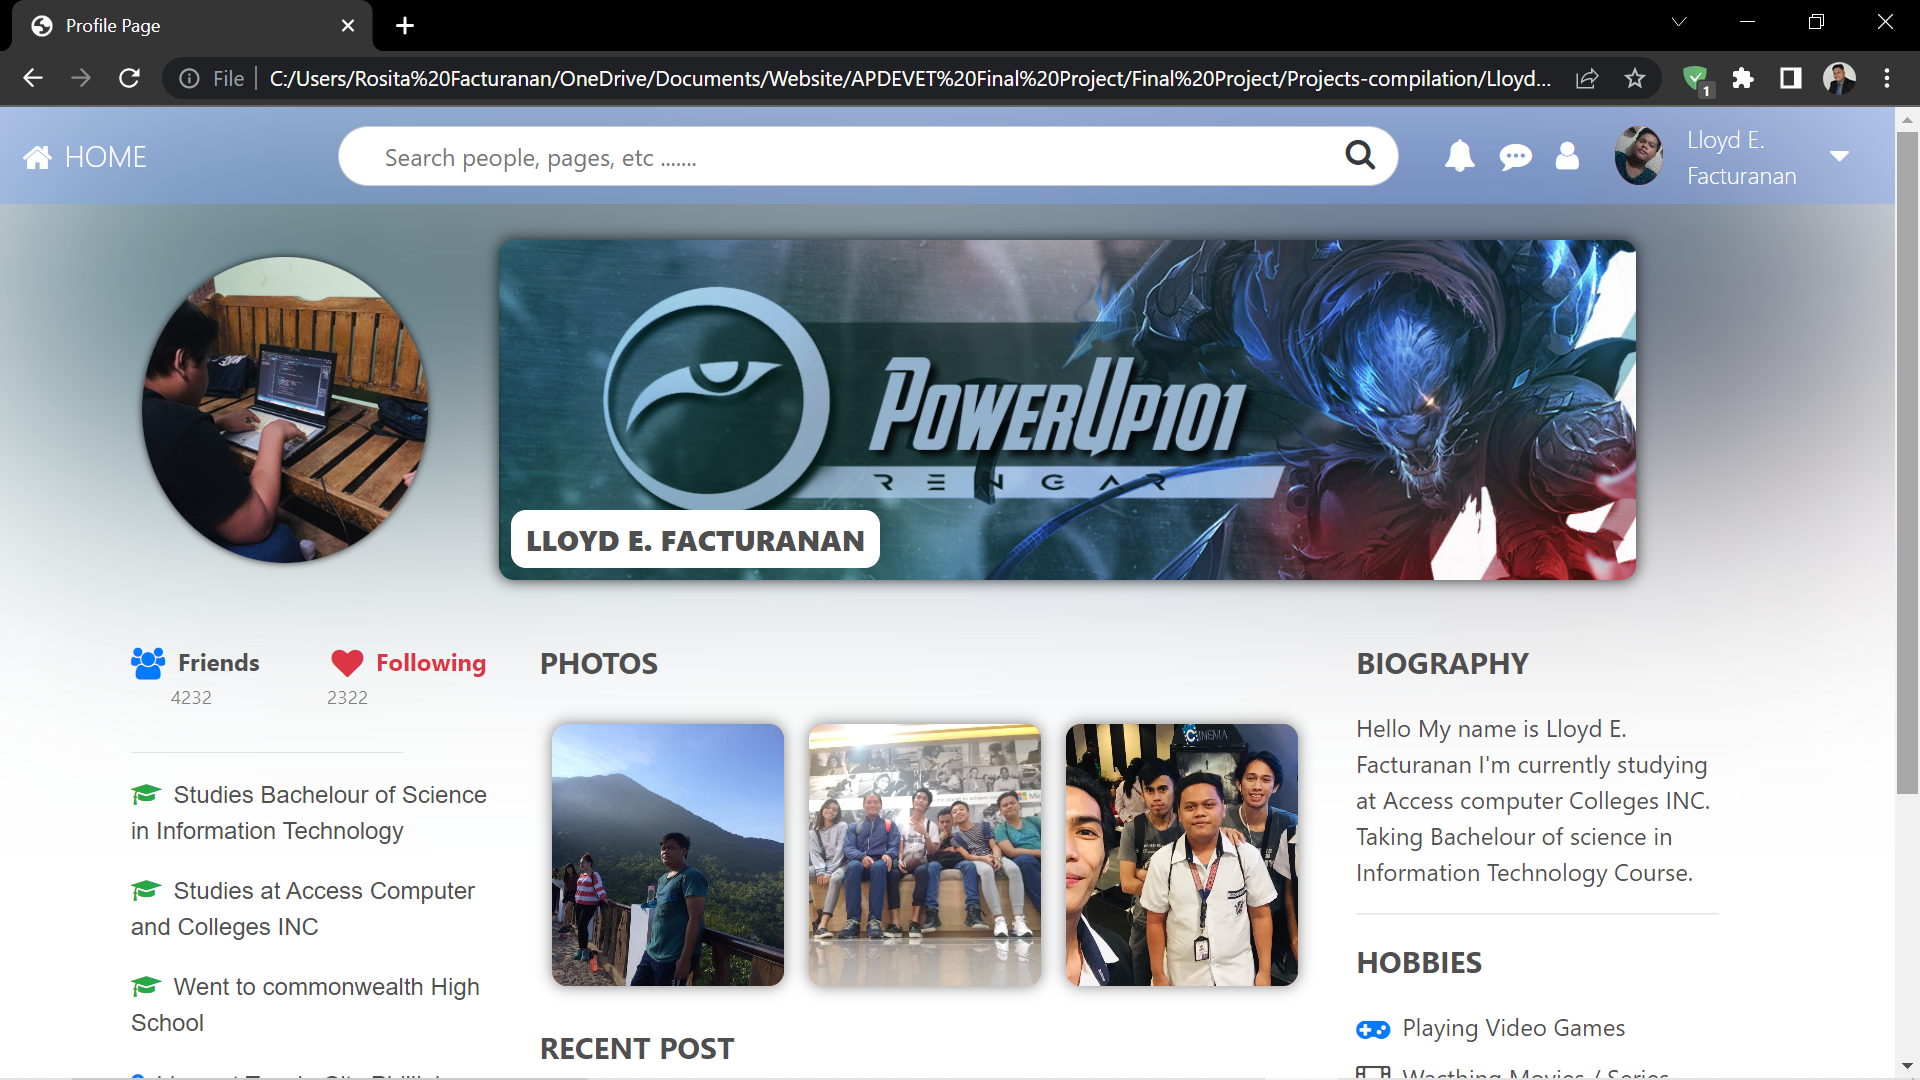 Profile Page
File
C:/Users/Rosita%20Facturanan/OneDrive/Documents/Website/APDEVET%20Final%20Project/Final%20Project/Projects-compilation/Lloyd...
1
HOME
Search people, pages, etc .......
Lloyd E.
Facturanan
POWERUP101
RENGAR
LLOYD E. FACTURANAN
Friends
4232
Following
2322
Studies Bachelour of Science
in Information Technology
Studies at Access Computer
and Colleges INC
Went to commonwealth High
School
PHOTOS
CINEMA
RECENT POST
BIOGRAPHY
Hello My name is Lloyd E.
Facturanan I'm currently studying
at Access computer Colleges INC.
Taking Bachelour of science in
Information Technology Course.
HOBBIES
Playing Video Games
Wacthing Movies / Series